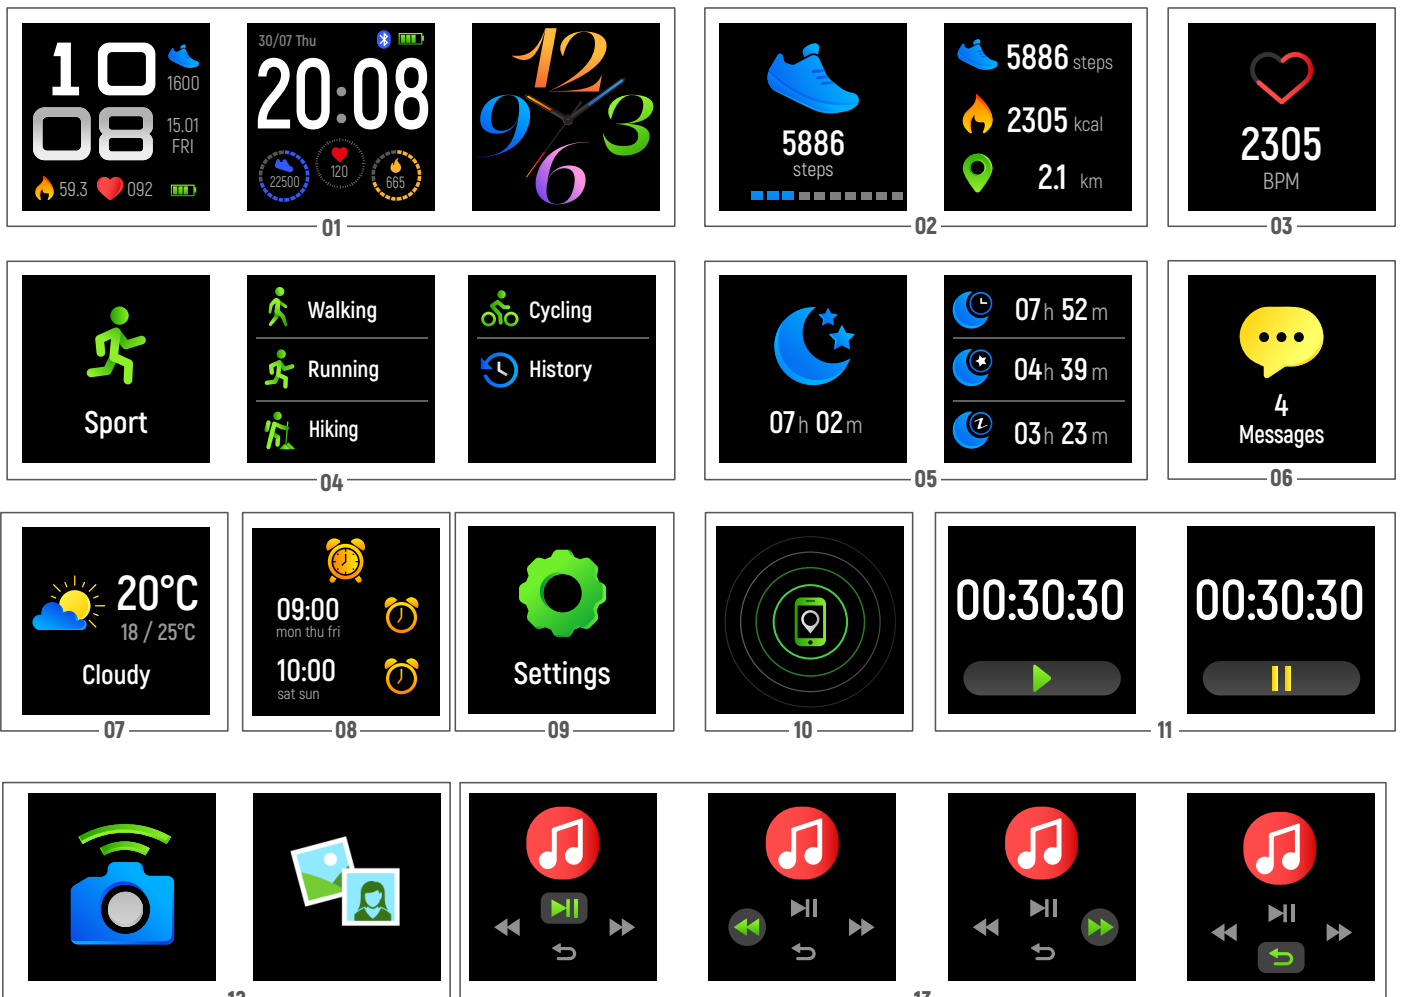 10
08
1600
15.01
FRI
59.3
092
30/07 Thu
20:08
22500
120
665
12
9
3
6
01
5886
steps
5886 steps
2305 kcal
2.1 km
02
2305
BPM
03
Sport
Walking
Running
Hiking
Cycling
History
04
07h 02m
07h 52m
04h 39m
03h 23m
05
4
Messages
06
20°C
18 / 25°C
Cloudy
07
09:00
mon thu fri
10:00
sat sun
08
Settings
09
10
00:30:30
00:30:30
11
12
13